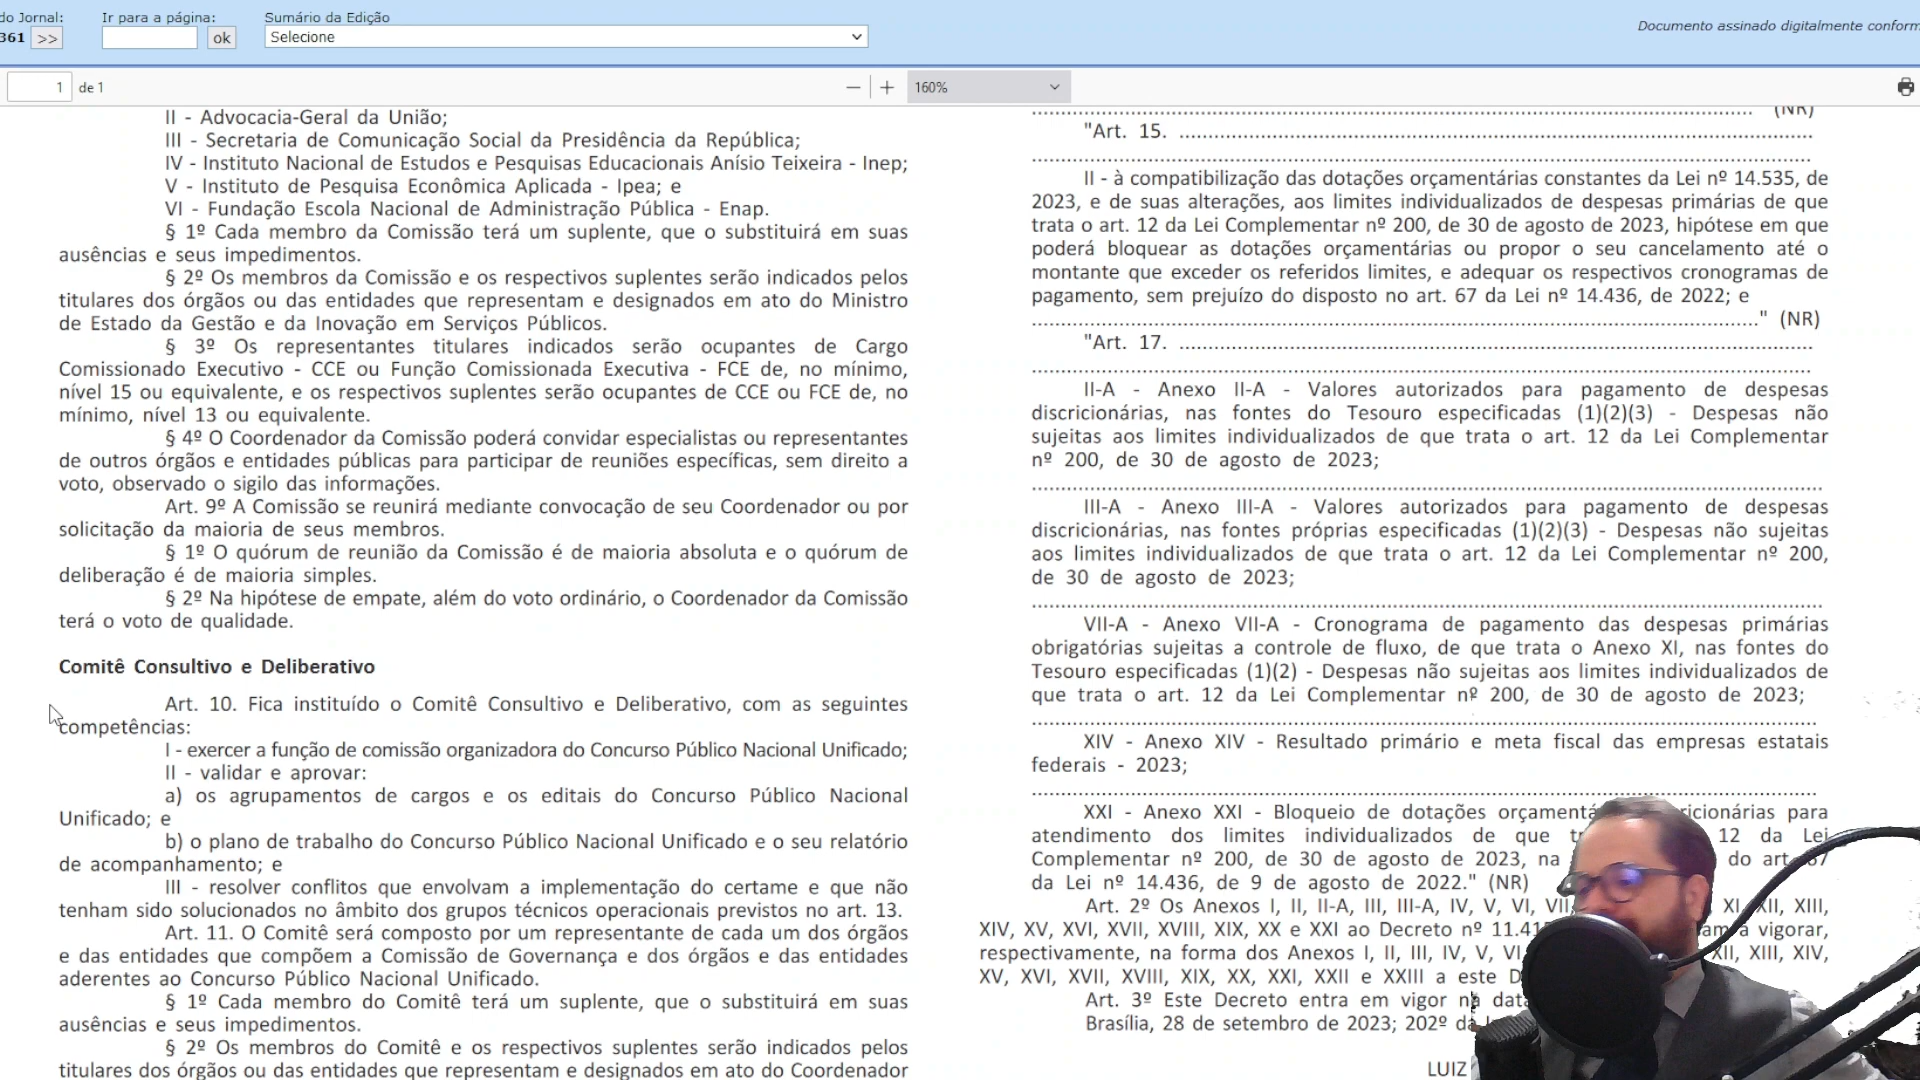 do Jornal:
361 >>
Ir para a página:
ok
Sumário da Edição
Selecione
Documento assinado digitalmente conform
1 de 1
160%
II - Advocacia-Geral da União;
III - Secretaria de Comunicação Social da Presidência da República;
IV - Instituto Nacional de Estudos e Pesquisas Educacionais Anísio Teixeira - Inep;
V - Instituto de Pesquisa Econômica Aplicada - Ipea; e
VI - Fundação Escola Nacional de Administração Pública - Enap.
§ 1º Cada membro da Comissão terá um suplente, que o substituirá em suas
ausências e seus impedimentos.
§ 2º Os membros da Comissão e os respectivos suplentes serão indicados pelos
titulares dos órgãos ou das entidades que representam e designados em ato do Ministro
de Estado da Gestão e da Inovação em Serviços Públicos.
§ 3º Os representantes titulares indicados serão ocupantes de Cargo
Comissionado Executivo - CCE ou Função Comissionada Executiva - FCE de, no mínimo,
nível 15 ou equivalente, e os respectivos suplentes serão ocupantes de CCE ou FCE de, no
mínimo, nível 13 ou equivalente.
§ 4º O Coordenador da Comissão poderá convidar especialistas ou representantes
de outros órgãos e entidades públicas para participar de reuniões específicas, sem direito a
voto, observado o sigilo das informações.
Art. 9º A Comissão se reunirá mediante convocação de seu Coordenador ou por
solicitação da maioria de seus membros.
§ 1º O quórum de reunião da Comissão é de maioria absoluta e o quórum de
deliberação é de maioria simples.
§ 2º Na hipótese de empate, além do voto ordinário, o Coordenador da Comissão
terá o voto de qualidade.
Comitê Consultivo e Deliberativo
Art. 10. Fica instituído o Comitê Consultivo e Deliberativo, com as seguintes
competências:
I - exercer a função de comissão organizadora do Concurso Público Nacional Unificado;
II - validar e aprovar:
a) os agrupamentos de cargos e os editais do Concurso Público Nacional
Unificado; e
b) o plano de trabalho do Concurso Público Nacional Unificado e o seu relatório
de acompanhamento; e
III - resolver conflitos que envolvam a implementação do certame e que não
tenham sido solucionados no âmbito dos grupos técnicos operacionais previstos no art. 13.
Art. 11. O Comitê será composto por um representante de cada um dos órgãos
e das entidades que compõem a Comissão de Governança e dos órgãos e das entidades
aderentes ao Concurso Público Nacional Unificado.
§ 1º Cada membro do Comitê terá um suplente, que o substituirá em suas
ausências e seus impedimentos.
§ 2º Os membros do Comitê e os respectivos suplentes serão indicados pelos
titulares dos órgãos ou das entidades que representam e designados em ato do Coordenador
.............................................................................................................. (NR)
"Art. 15. ..................................................................................................
..............................................................................................................
II - à compatibilização das dotações orçamentárias constantes da Lei nº 14.535, de
2023, e de suas alterações, aos limites individualizados de despesas primárias de que
trata o art. 12 da Lei Complementar nº 200, de 30 de agosto de 2023, hipótese em que
poderá bloquear as dotações orçamentárias ou propor o seu cancelamento até o
montante que exceder os referidos limites, e adequar os respectivos cronogramas de
pagamento, sem prejuízo do disposto no art. 67 da Lei nº 14.436, de 2022; e
.............................................................................................................." (NR)
"Art. 17. ..................................................................................................
..............................................................................................................
II-A - Anexo II-A - Valores autorizados para pagamento de despesas
discricionárias, nas fontes do Tesouro especificadas (1)(2)(3) - Despesas não
sujeitas aos limites individualizados de que trata o art. 12 da Lei Complementar
nº 200, de 30 de agosto de 2023;
..............................................................................................................
III-A - Anexo III-A - Valores autorizados para pagamento de despesas
discricionárias, nas fontes próprias especificadas (1)(2)(3) - Despesas não sujeitas
aos limites individualizados de que trata o art. 12 da Lei Complementar nº 200,
de 30 de agosto de 2023;
..............................................................................................................
VII-A - Anexo VII-A - Cronograma de pagamento das despesas primárias
obrigatórias sujeitas a controle de fluxo, de que trata o Anexo XI, nas fontes do
Tesouro especificadas (1)(2) - Despesas não sujeitas aos limites individualizados de
que trata o art. 12 da Lei Complementar nº 200, de 30 de agosto de 2023;
..............................................................................................................
XIV - Anexo XIV - Resultado primário e meta fiscal das empresas estatais
federais - 2023;
..............................................................................................................
XXI - Anexo XXI - Bloqueio de dotações orçamentá ricionárias para
atendimento dos limites individualizados de que 12 da Lei
Complementar nº 200, de 30 de agosto de 2023, na do art. 67
da Lei nº 14.436, de 9 de agosto de 2022." (NR)
Art. 2º Os Anexos I, II, II-A, III, III-A, IV, V, VI, XI, XII, XIII,
XIV, XV, XVI, XVII, XVIII, XIX, XX e XXI ao Decreto nº 11.41 a vigorar,
respectivamente, na forma dos Anexos I, II, III, IV, V, VI XII, XIII, XIV,
XV, XVI, XVII, XVIII, XIX, XX, XXI, XXII e XXIII a este D
Art. 3º Este Decreto entra em vigor na data
Brasília, 28 de setembro de 2023; 202º da
LUIZ